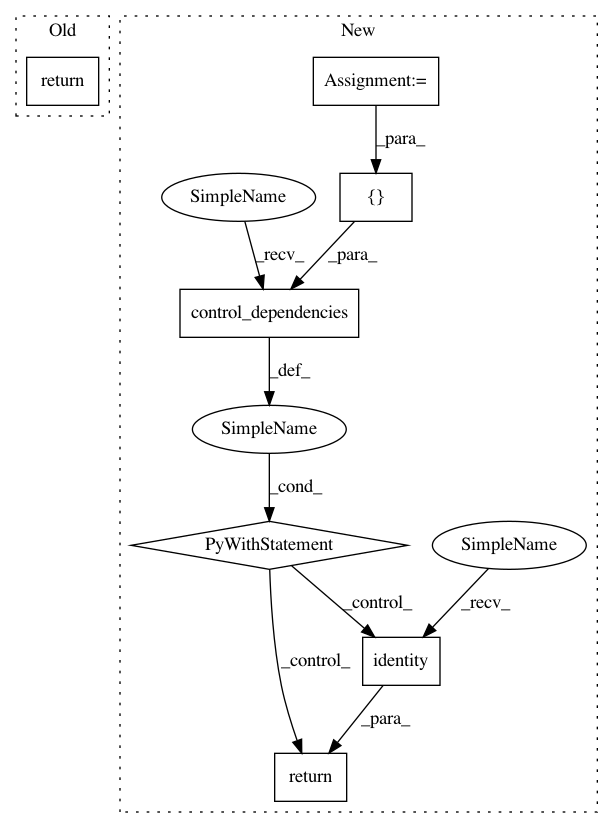 Old
New
return
Assignment:=
_para_
SimpleName
{}
_recv_
_para_
control_dependencies
_def_
SimpleName
_cond_
PyWithStatement
SimpleName
_control_
_recv_
_control_
identity
_para_
return